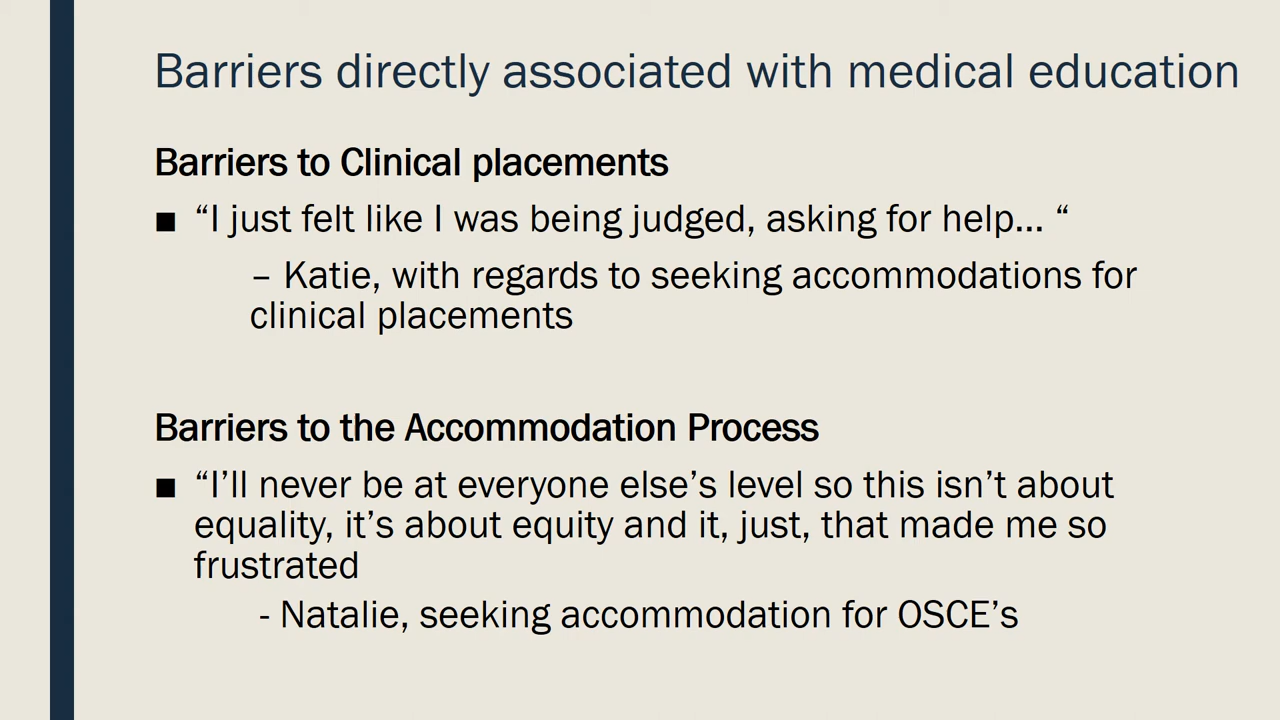 Barriers directly associated with medical education
Barriers to Clinical placements
■ “I just felt like I was being judged, asking for help... “
– Katie, with regards to seeking accommodations for
clinical placements
Barriers to the Accommodation Process
■ “I’ll never be at everyone else’s level so this isn’t about
equality, it’s about equity and it, just, that made me so
frustrated
- Natalie, seeking accommodation for OSCE’s